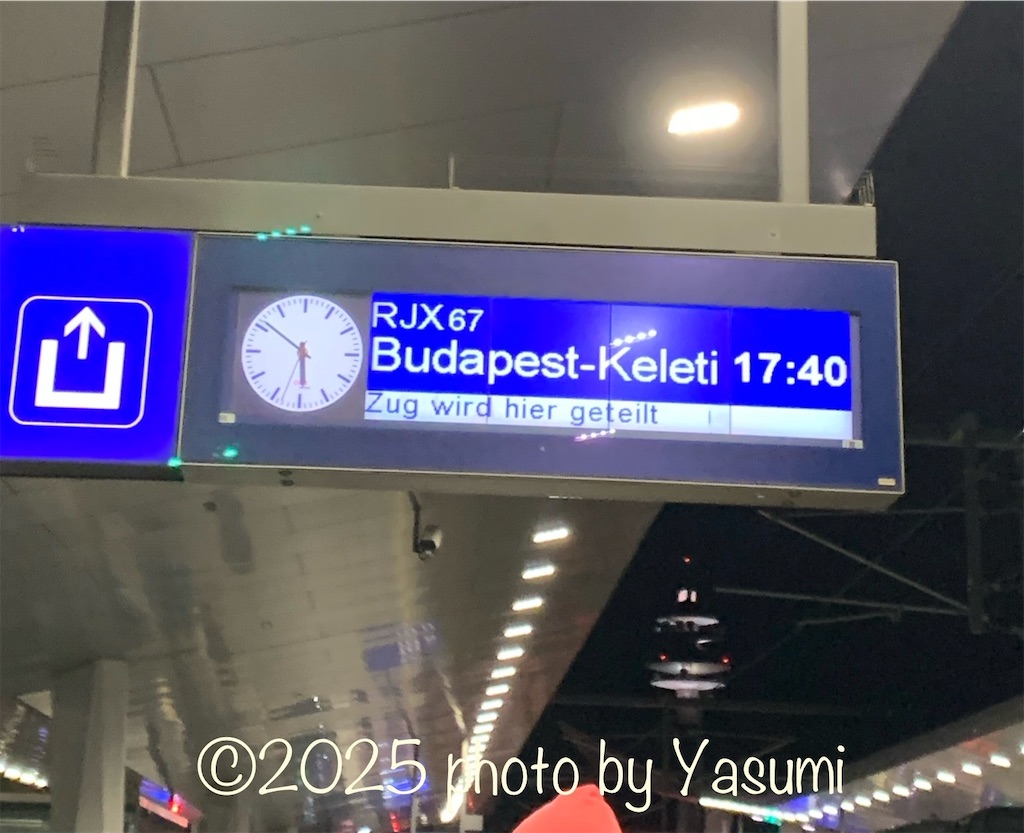 RJX 67
Budapest-Keleti 17:40
Zug wird hier geteilt
©2025 photo by Yasumi